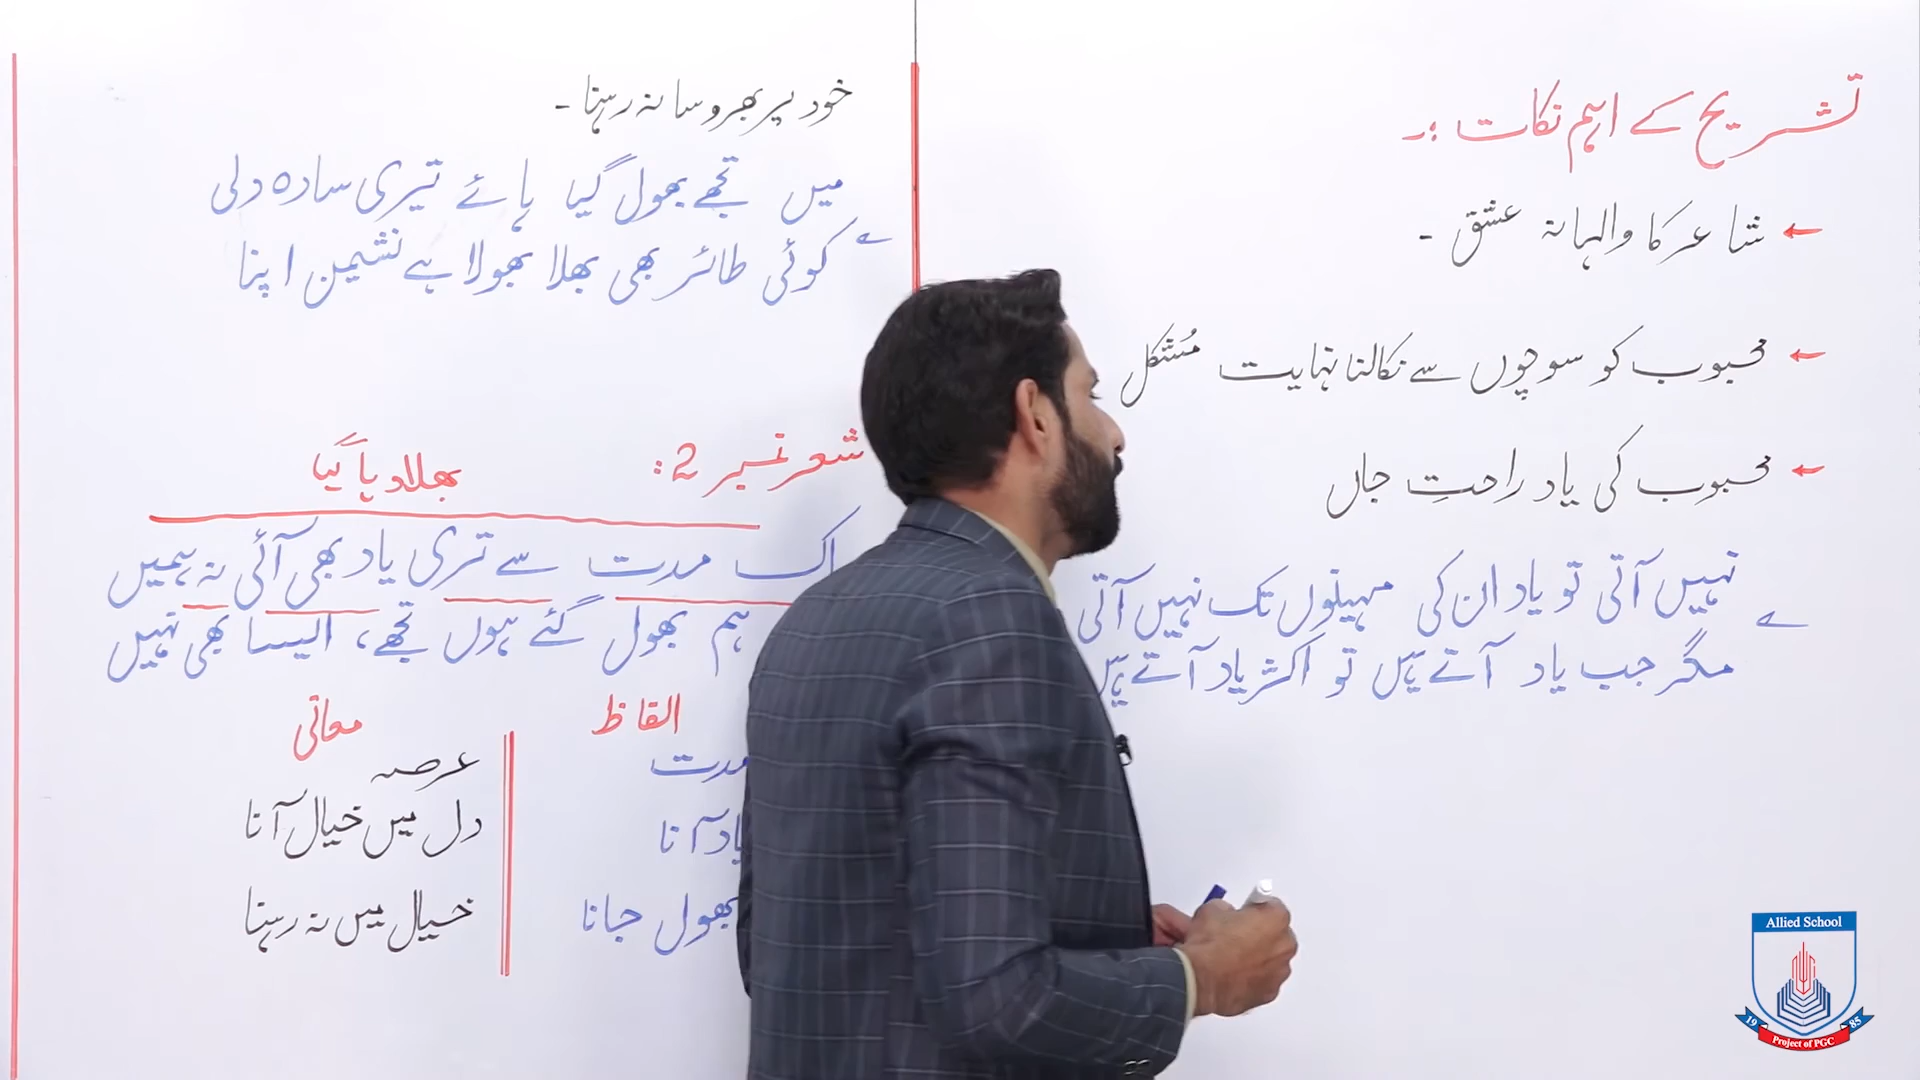 تشریح کے اہم نکات :۔
← شاعر کا والہانہ عشق -
← محبوب کو سوچوں سے نکالنا نہایت مُشکل
← محبوب کی یاد راحتِ جاں
نہیں آتی تو یاد ان کی مہینوں تک نہیں آتی
مگر جب یاد آتے ہیں تو اکثر یاد آتے ہیں
خود پر بھروسا نہ رہنا -
میں تجھے بھول گیا ہائے تیری سادہ دلی
کوئی طائر بھی بھلا بھولا ہے نشیمن اپنا
شعر نمبر 2:
بھلا دیا گیا
اک مدت سے تری یاد بھی آئی نہ ہمیں
ہم بھول گئے ہوں تجھے، ایسا بھی نہیں
الفاظ معانی
مدت عرصہ
یاد آنا دل میں خیال آنا
بھول جانا خیال میں نہ رہنا
Allied School
1985
Project of PGC